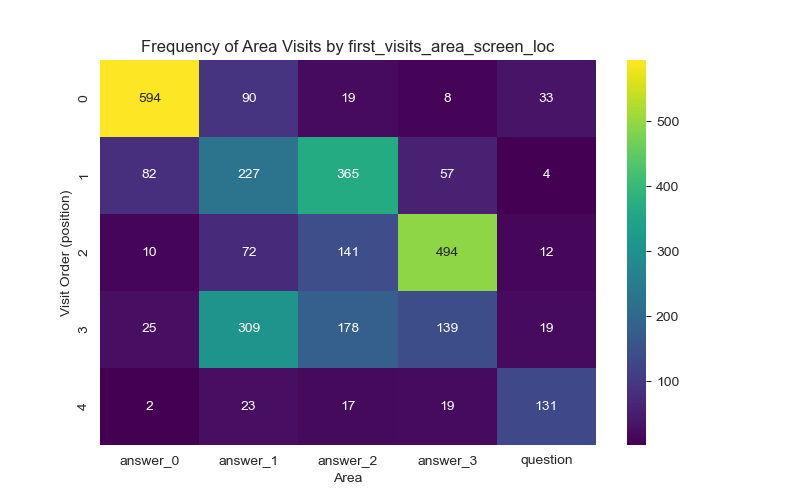 Frequency of Area Visits by first_visits_area_screen_loc
Visit Order (position)
0 594 90 19 8 33
1 82 227 365 57 4
2 10 72 141 494 12
3 25 309 178 139 19
4 2 23 17 19 131
answer_0 answer_1 answer_2 answer_3 question
Area
500
400
300
200
100